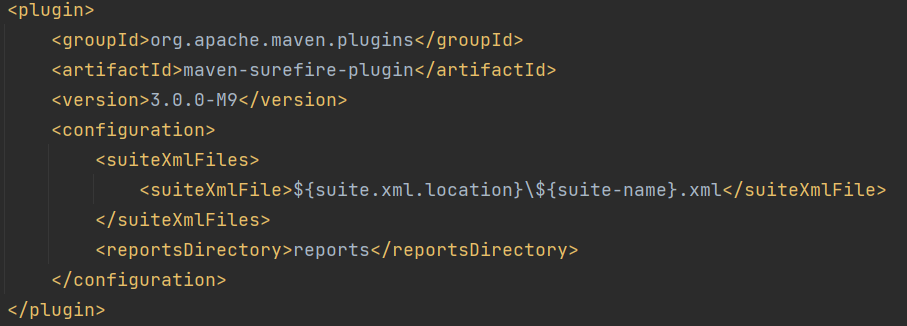 <plugin>
<groupId>org.apache.maven.plugins</groupId>
<artifactId>maven-surefire-plugin</artifactId>
<version>3.0.0-M9</version>
<configuration>
<suiteXmlFiles>
<suiteXmlFile>${suite.xml.location}\${suite-name}.xml</suiteXmlFile>
</suiteXmlFiles>
<reportsDirectory>reports</reportsDirectory>
</configuration>
</plugin>